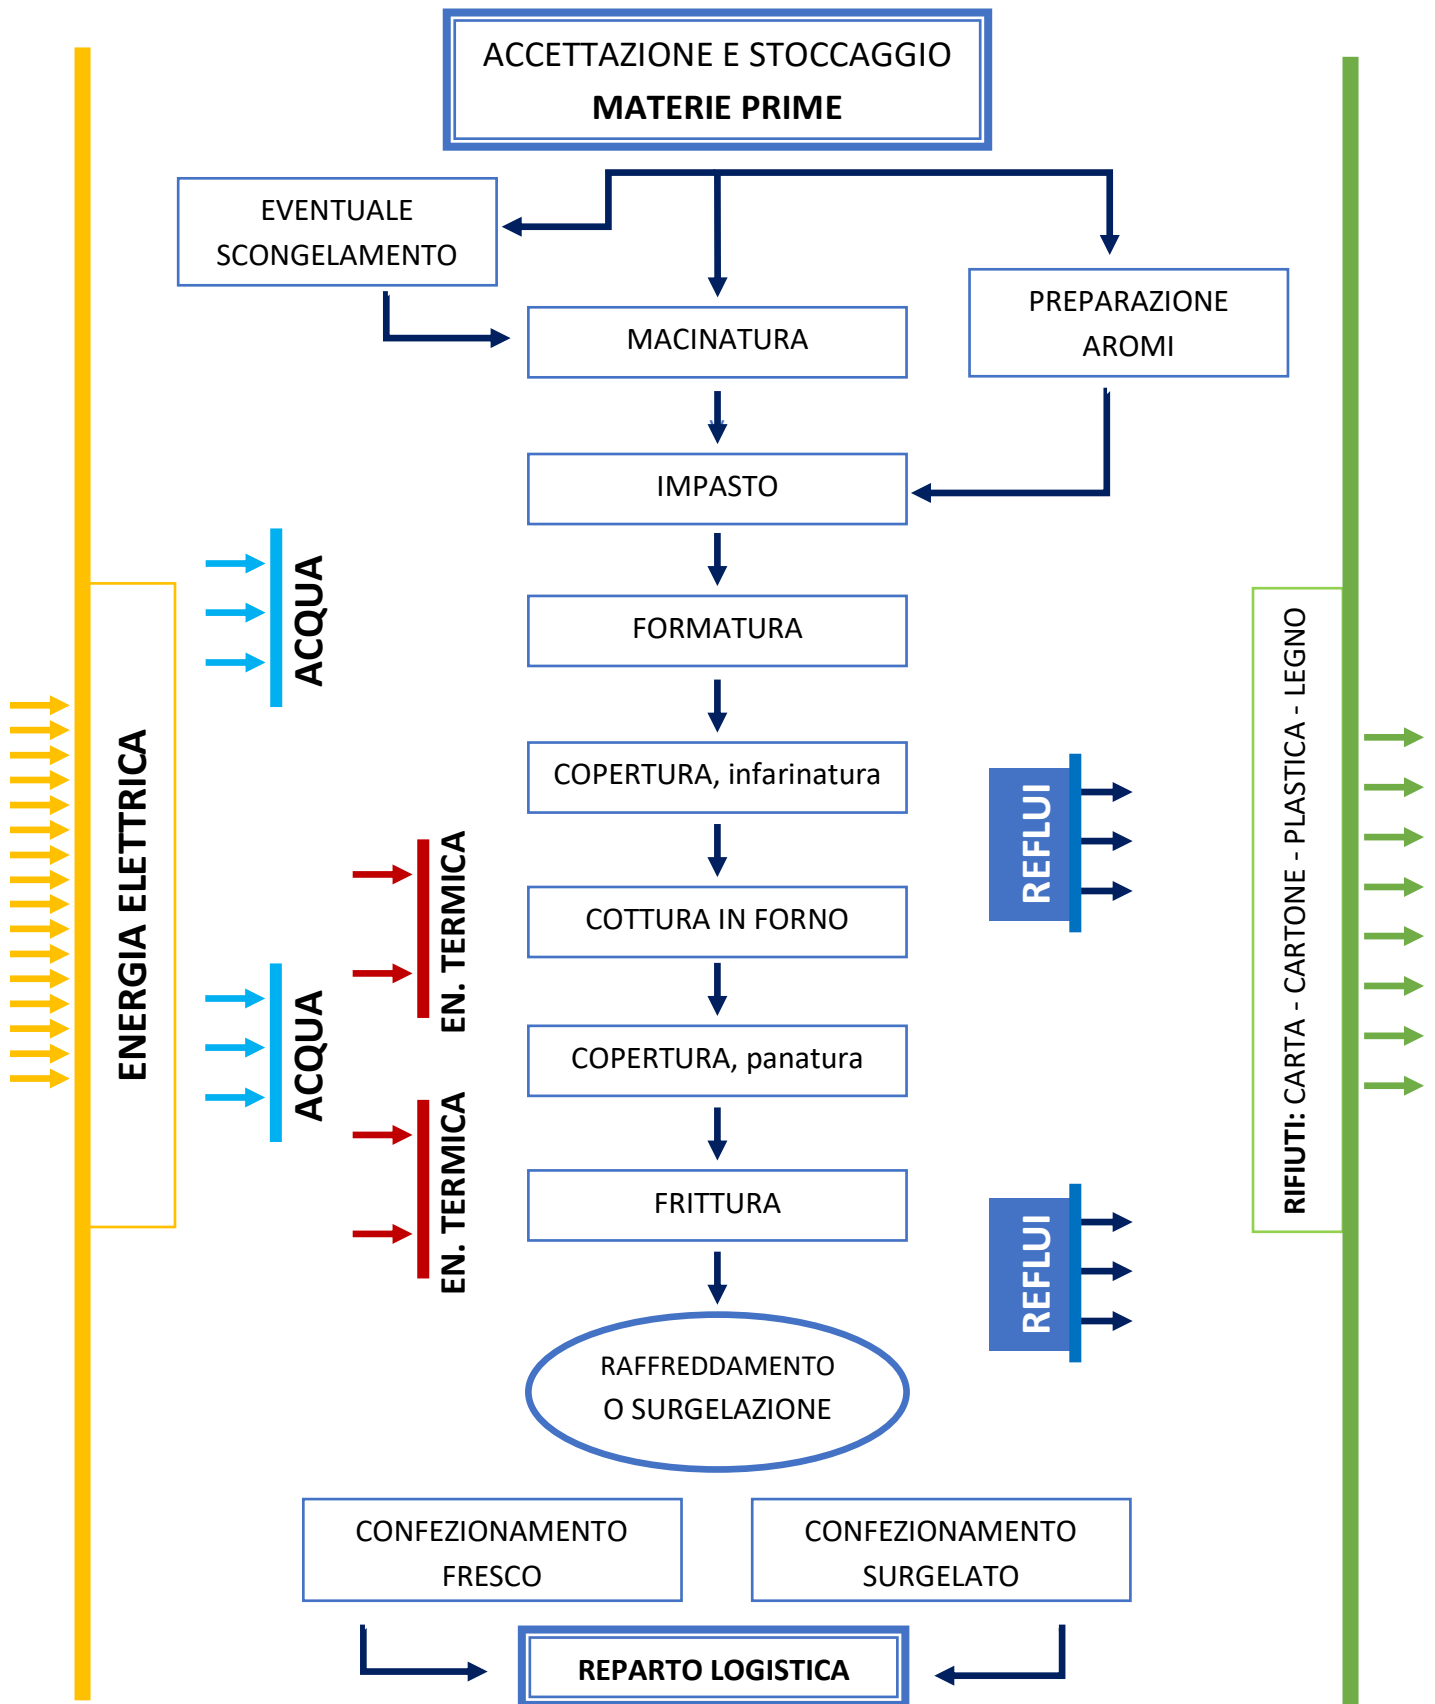 ACCETTAZIONE E STOCCAGGIO
MATERIE PRIME
EVENTUALE
SCONGELAMENTO
MACINATURA
PREPARAZIONE
AROMI
IMPASTO
ACQUA
FORMATURA
ENERGIA ELETTRICA
COPERTURA, infarinatura
REFLUI
RIFIUTI: CARTA - CARTONE - PLASTICA - LEGNO
EN. TERMICA
COTTURA IN FORNO
ACQUA
COPERTURA, panatura
EN. TERMICA
FRITTURA
REFLUI
RAFFREDDAMENTO
O SURGELAZIONE
CONFEZIONAMENTO
FRESCO
CONFEZIONAMENTO
SURGELATO
REPARTO LOGISTICA